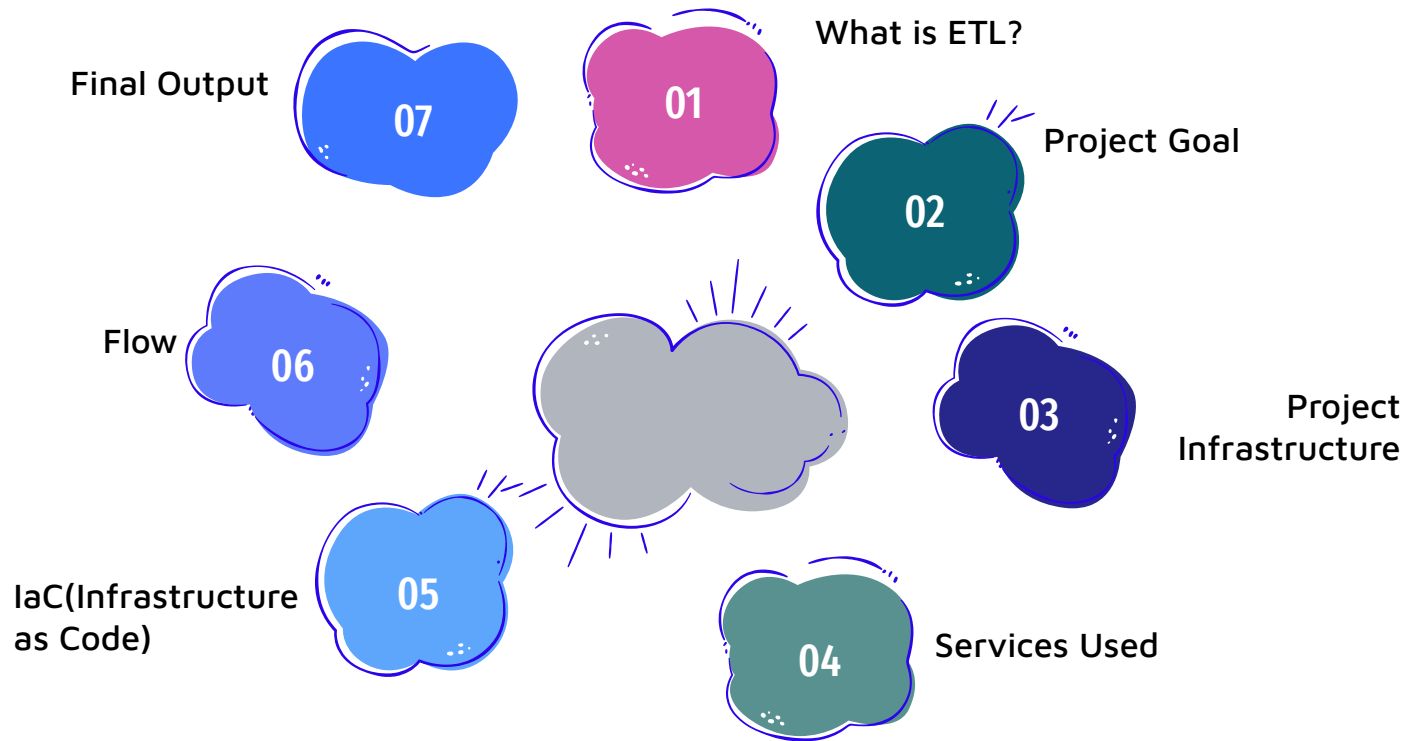 01
What is ETL?
02
Project Goal
03
Project
Infrastructure
04
Services Used
05
IaC(Infrastructure
as Code)
06
Flow
07
Final Output